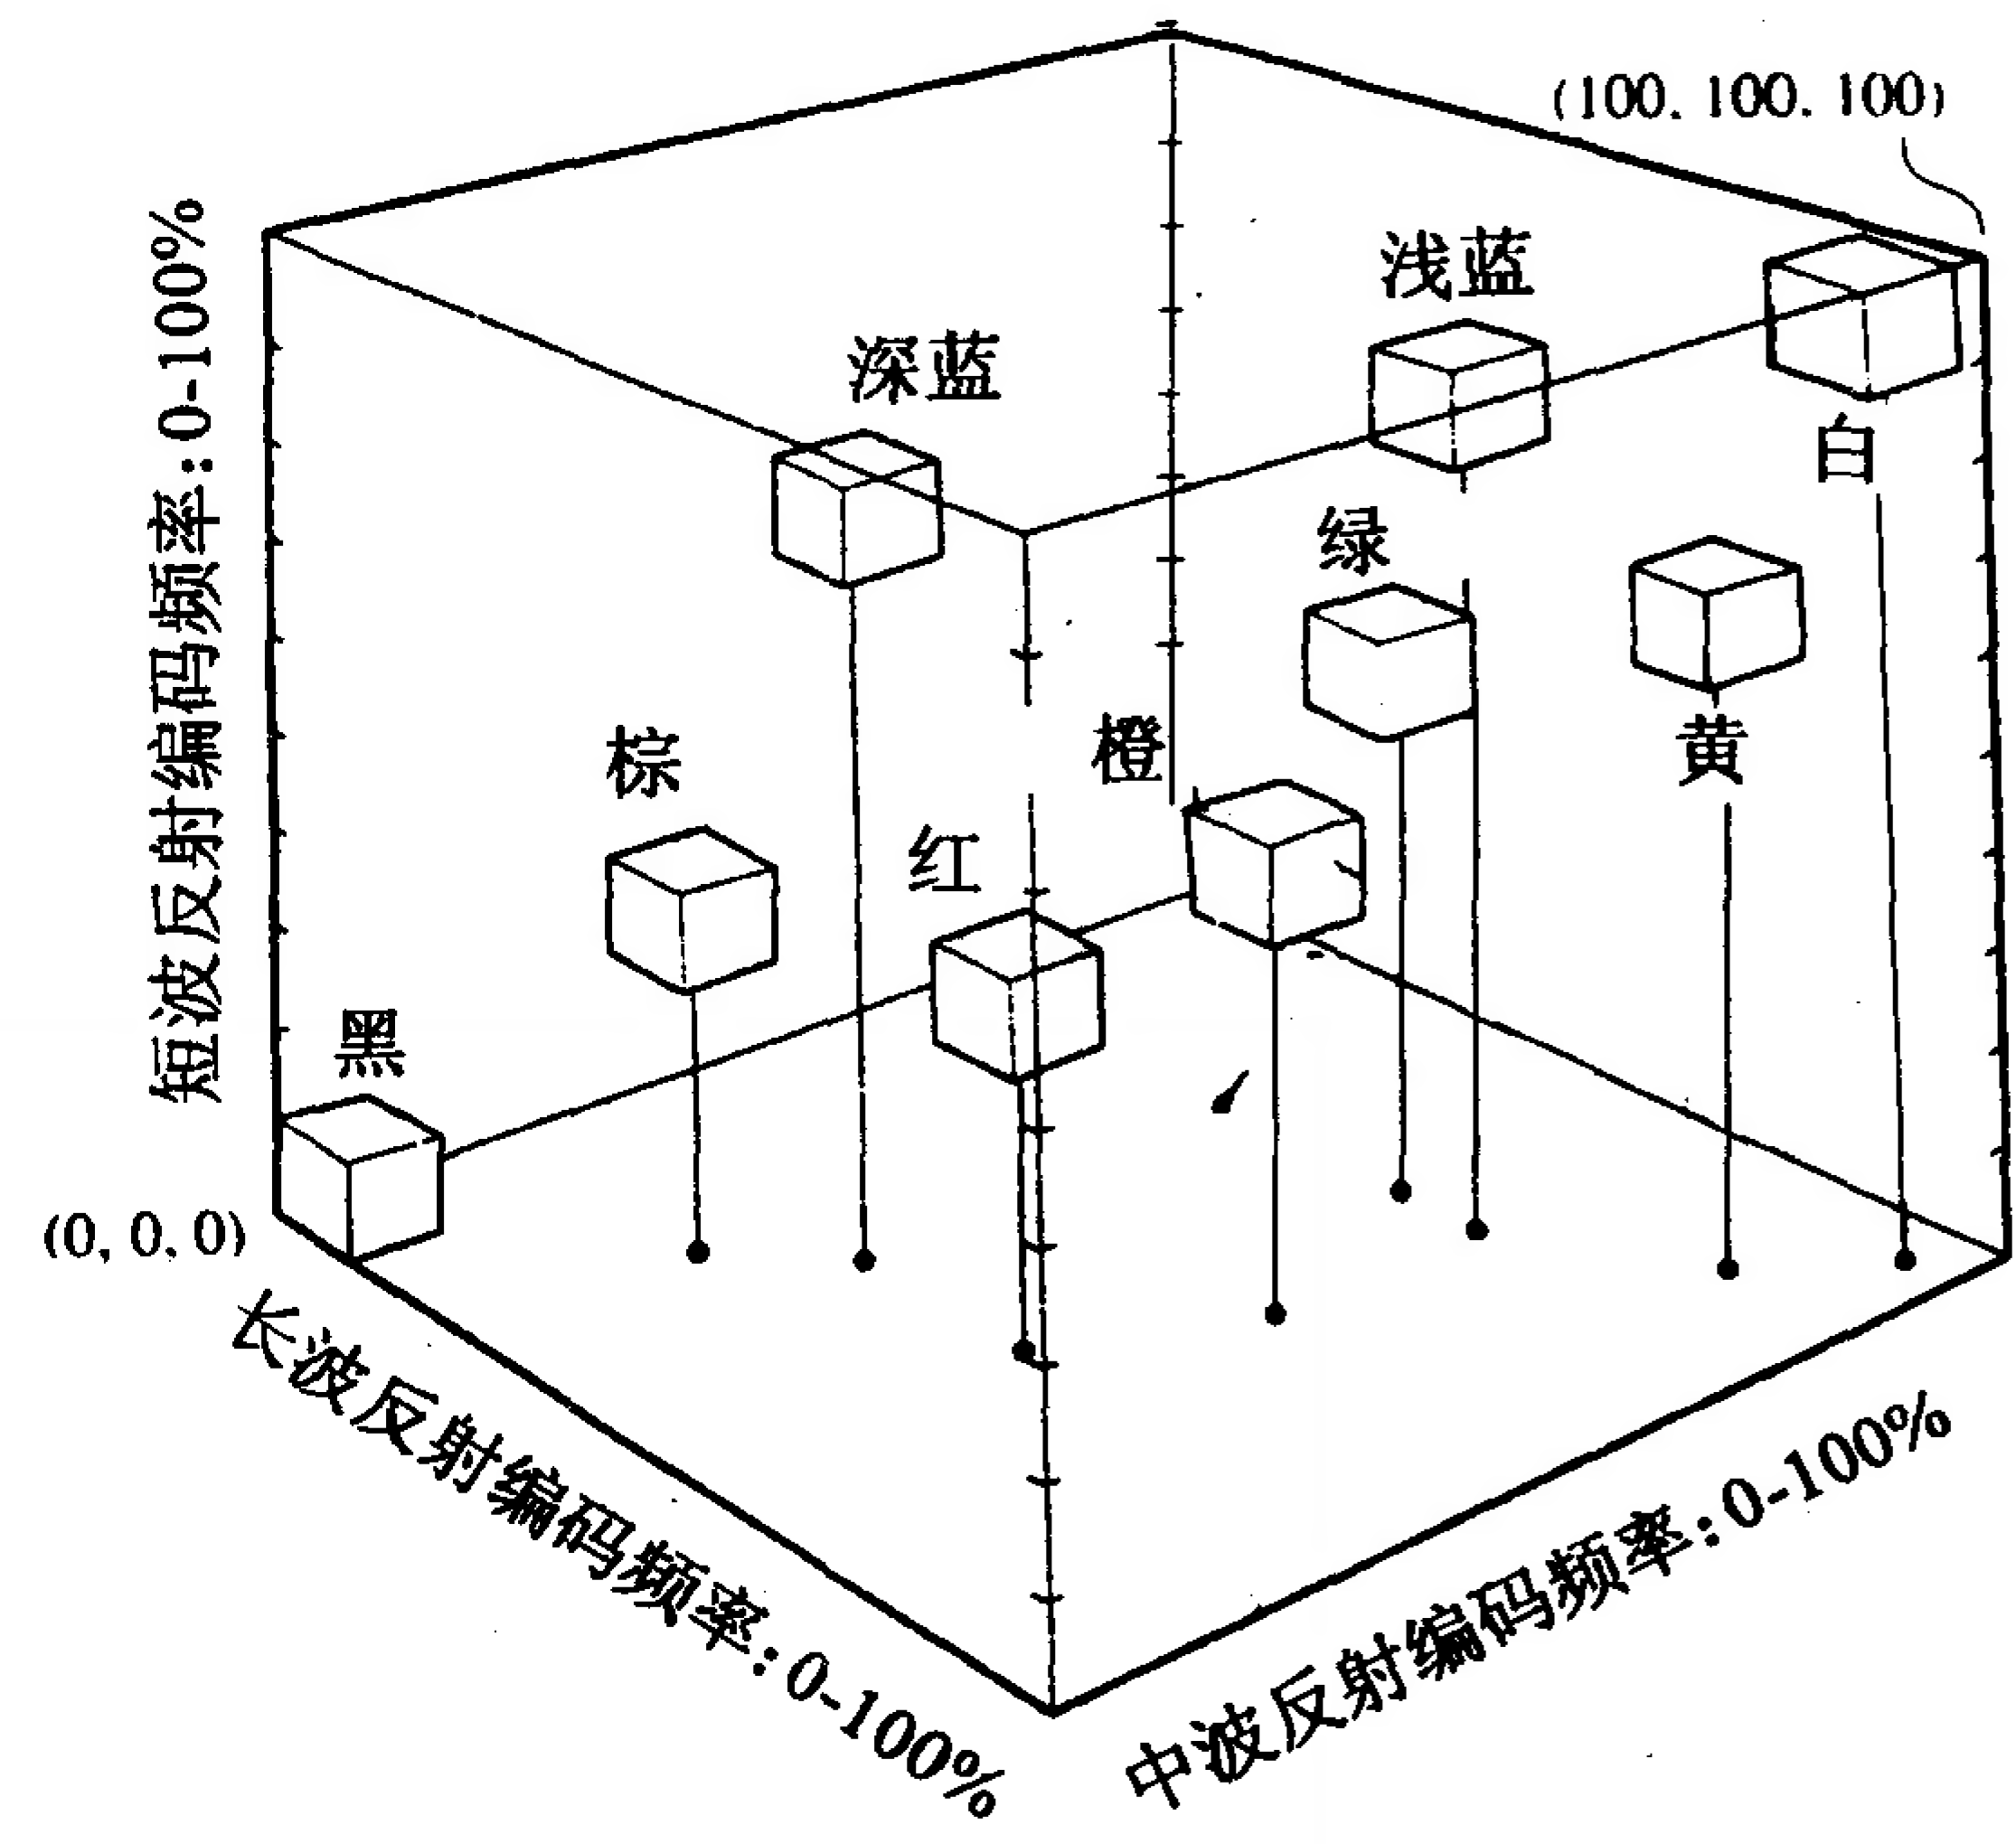 (100. 100. 100)
浅蓝
深蓝
白
绿
黄
橙
棕
红
黑
短波反射编码频率:0-100%
(0, 0, 0)
长波反射编码频率:0-100%
中波反射编码频率:0-100%